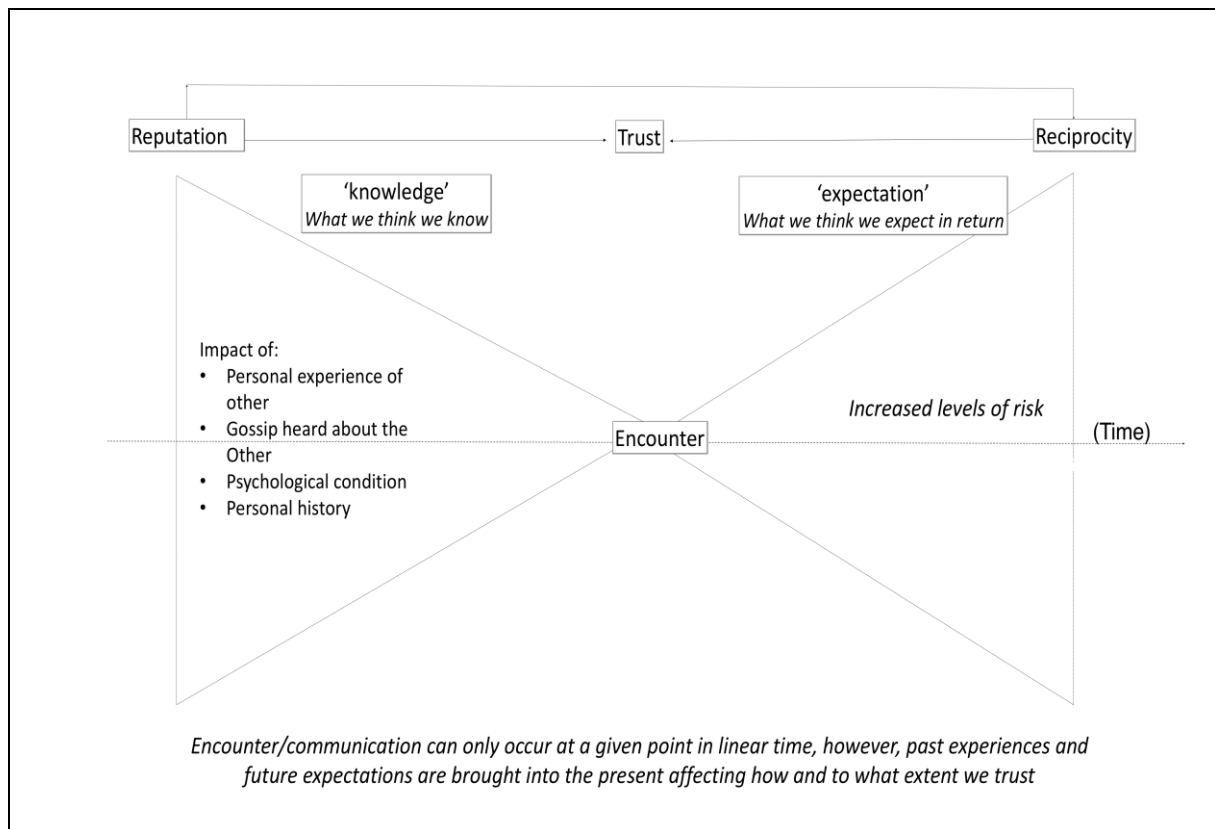 Reputation
Trust
Reciprocity
‘knowledge’
What we think we know
‘expectation’
What we think we expect in return
Impact of:
• Personal experience of
other
• Gossip heard about the
Other
• Psychological condition
• Personal history
Encounter
Increased levels of risk
(Time)
Encounter/communication can only occur at a given point in linear time, however, past experiences and
future expectations are brought into the present affecting how and to what extent we trust